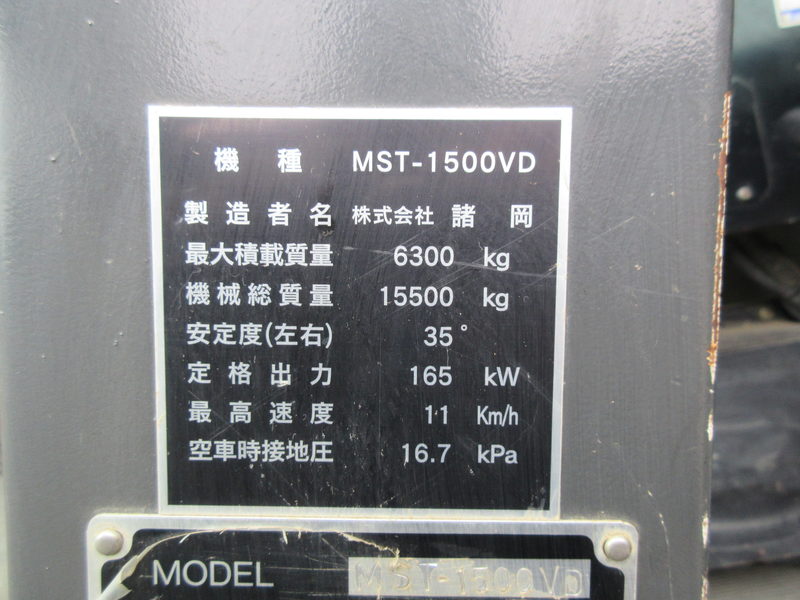 機種 MST-1500VD
製造者名 株式会社 諸岡
最大積載質量 6300 kg
機械総質量 15500 kg
安定度(左右) 35°
定格出力 165 kW
最高速度 11 Km/h
空車時接地圧 16.7 kPa
MODEL MST-1500VD